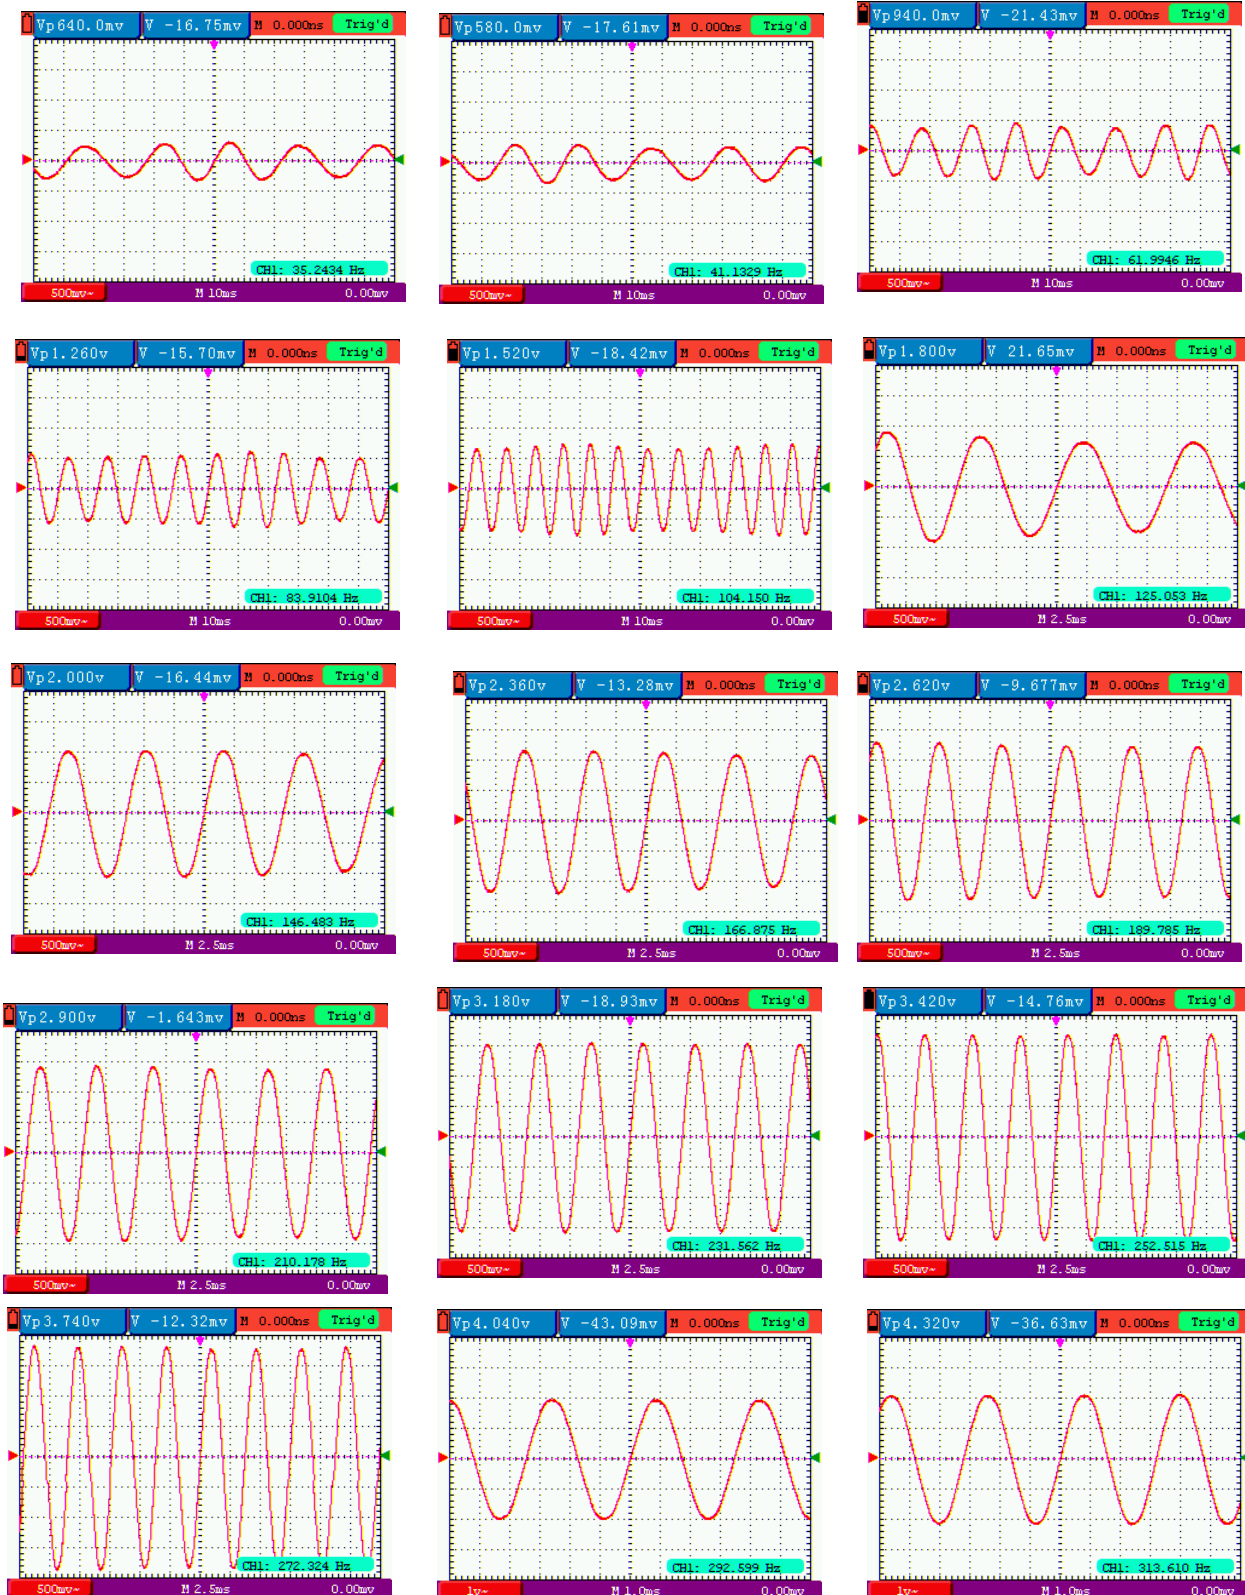 Vp640.0mv V -16.75mv M 0.000ns Trig'd
CH1: 35.2434 Hz
500mv~ M 10ms 0.00mv
Vp580.0mv V -17.61mv M 0.000ns Trig'd
CH1: 41.1329 Hz
500mv~ M 10ms 0.00mv
Vp940.0mv V -21.43mv M 0.000ns Trig'd
CH1: 61.9946 Hz
500mv~ M 10ms 0.00mv
Vp1.260v V -15.70mv M 0.000ns Trig'd
CH1: 83.9104 Hz
500mv~ M 10ms 0.00mv
Vp1.520v V -18.42mv M 0.000ns Trig'd
CH1: 104.150 Hz
500mv~ M 10ms 0.00mv
Vp1.800v V 21.65mv M 0.000ns Trig'd
CH1: 125.053 Hz
500mv~ M 2.5ms 0.00mv
Vp2.000v V -16.44mv M 0.000ns Trig'd
CH1: 146.483 Hz
500mv~ M 2.5ms 0.00mv
Vp2.360v V -13.28mv M 0.000ns Trig'd
CH1: 166.875 Hz
500mv~ M 2.5ms 0.00mv
Vp2.620v V -9.677mv M 0.000ns Trig'd
CH1: 189.785 Hz
500mv~ M 2.5ms 0.00mv
Vp2.900v V -1.643mv M 0.000ns Trig'd
CH1: 210.178 Hz
500mv~ M 2.5ms 0.00mv
Vp3.180v V -18.93mv M 0.000ns Trig'd
CH1: 231.562 Hz
500mv~ M 2.5ms 0.00mv
Vp3.420v V -14.76mv M 0.000ns Trig'd
CH1: 252.515 Hz
500mv~ M 2.5ms 0.00mv
Vp3.740v V -12.32mv M 0.000ns Trig'd
CH1: 272.324 Hz
500mv~ M 2.5ms 0.00mv
Vp4.040v V -43.09mv M 0.000ns Trig'd
CH1: 292.599 Hz
1v~ M 1.0ms 0.00mv
Vp4.320v V -36.63mv M 0.000ns Trig'd
CH1: 313.610 Hz
1v~ M 1.0ms 0.00mv